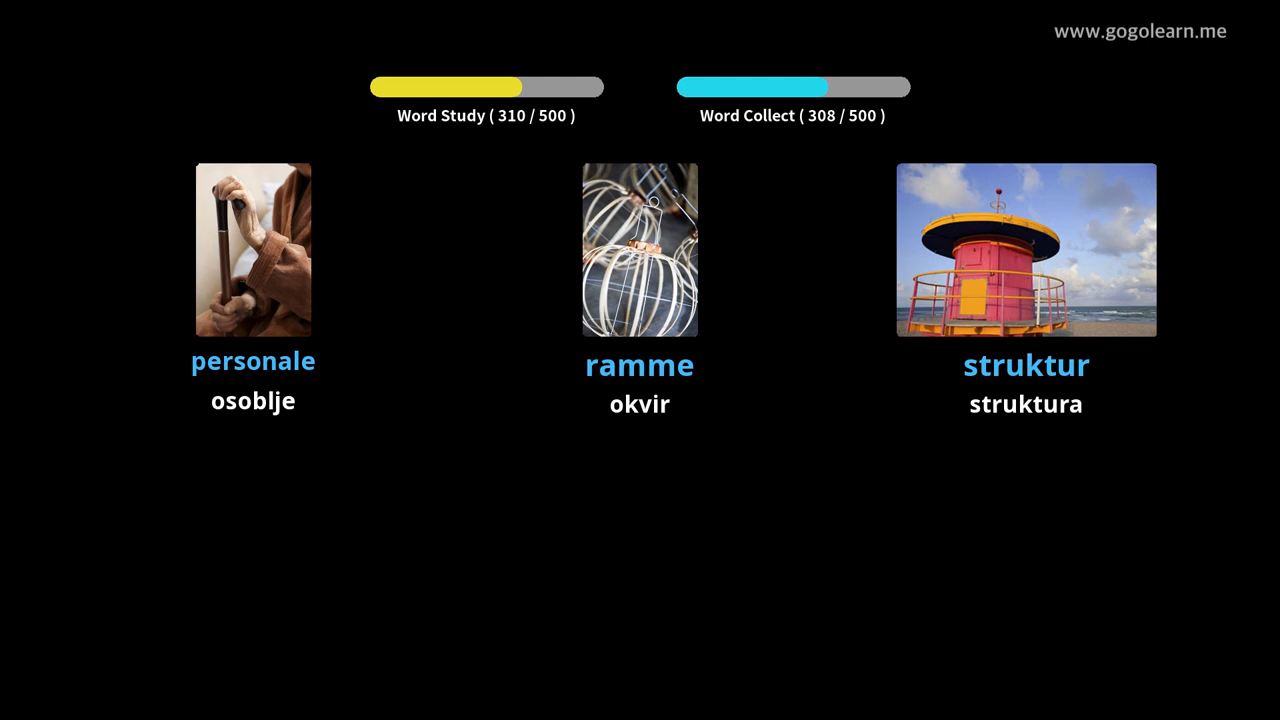 www.gogolearn.me
Word Study ( 310 / 500 )
Word Collect ( 308 / 500 )
personale
osoblje
ramme
okvir
struktur
struktura